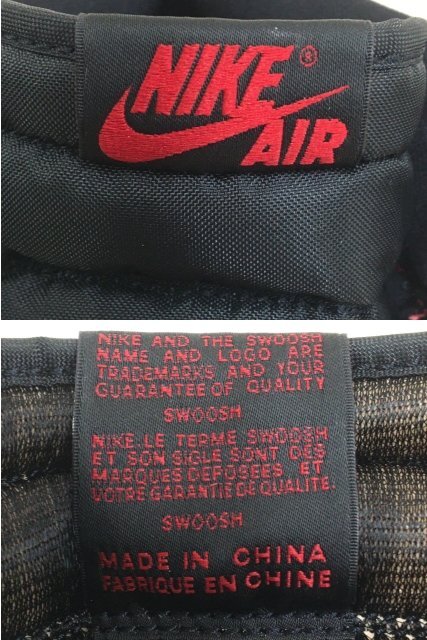 NIKE®
AIR
NIKE AND THE SWOOSH
NAME AND LOGO ARE
TRADEMARKS AND YOUR
GUARANTEE OF QUALITY
SWOOSH
NIKE.LE TERME SWOOSH
ET SON SIGLE SONT DES
MARQUES DEPOSEES ET
VOTRE GARANTIE DE QUALITE.
SWOOSH
MADE IN CHINA
FABRIQUE EN CHINE